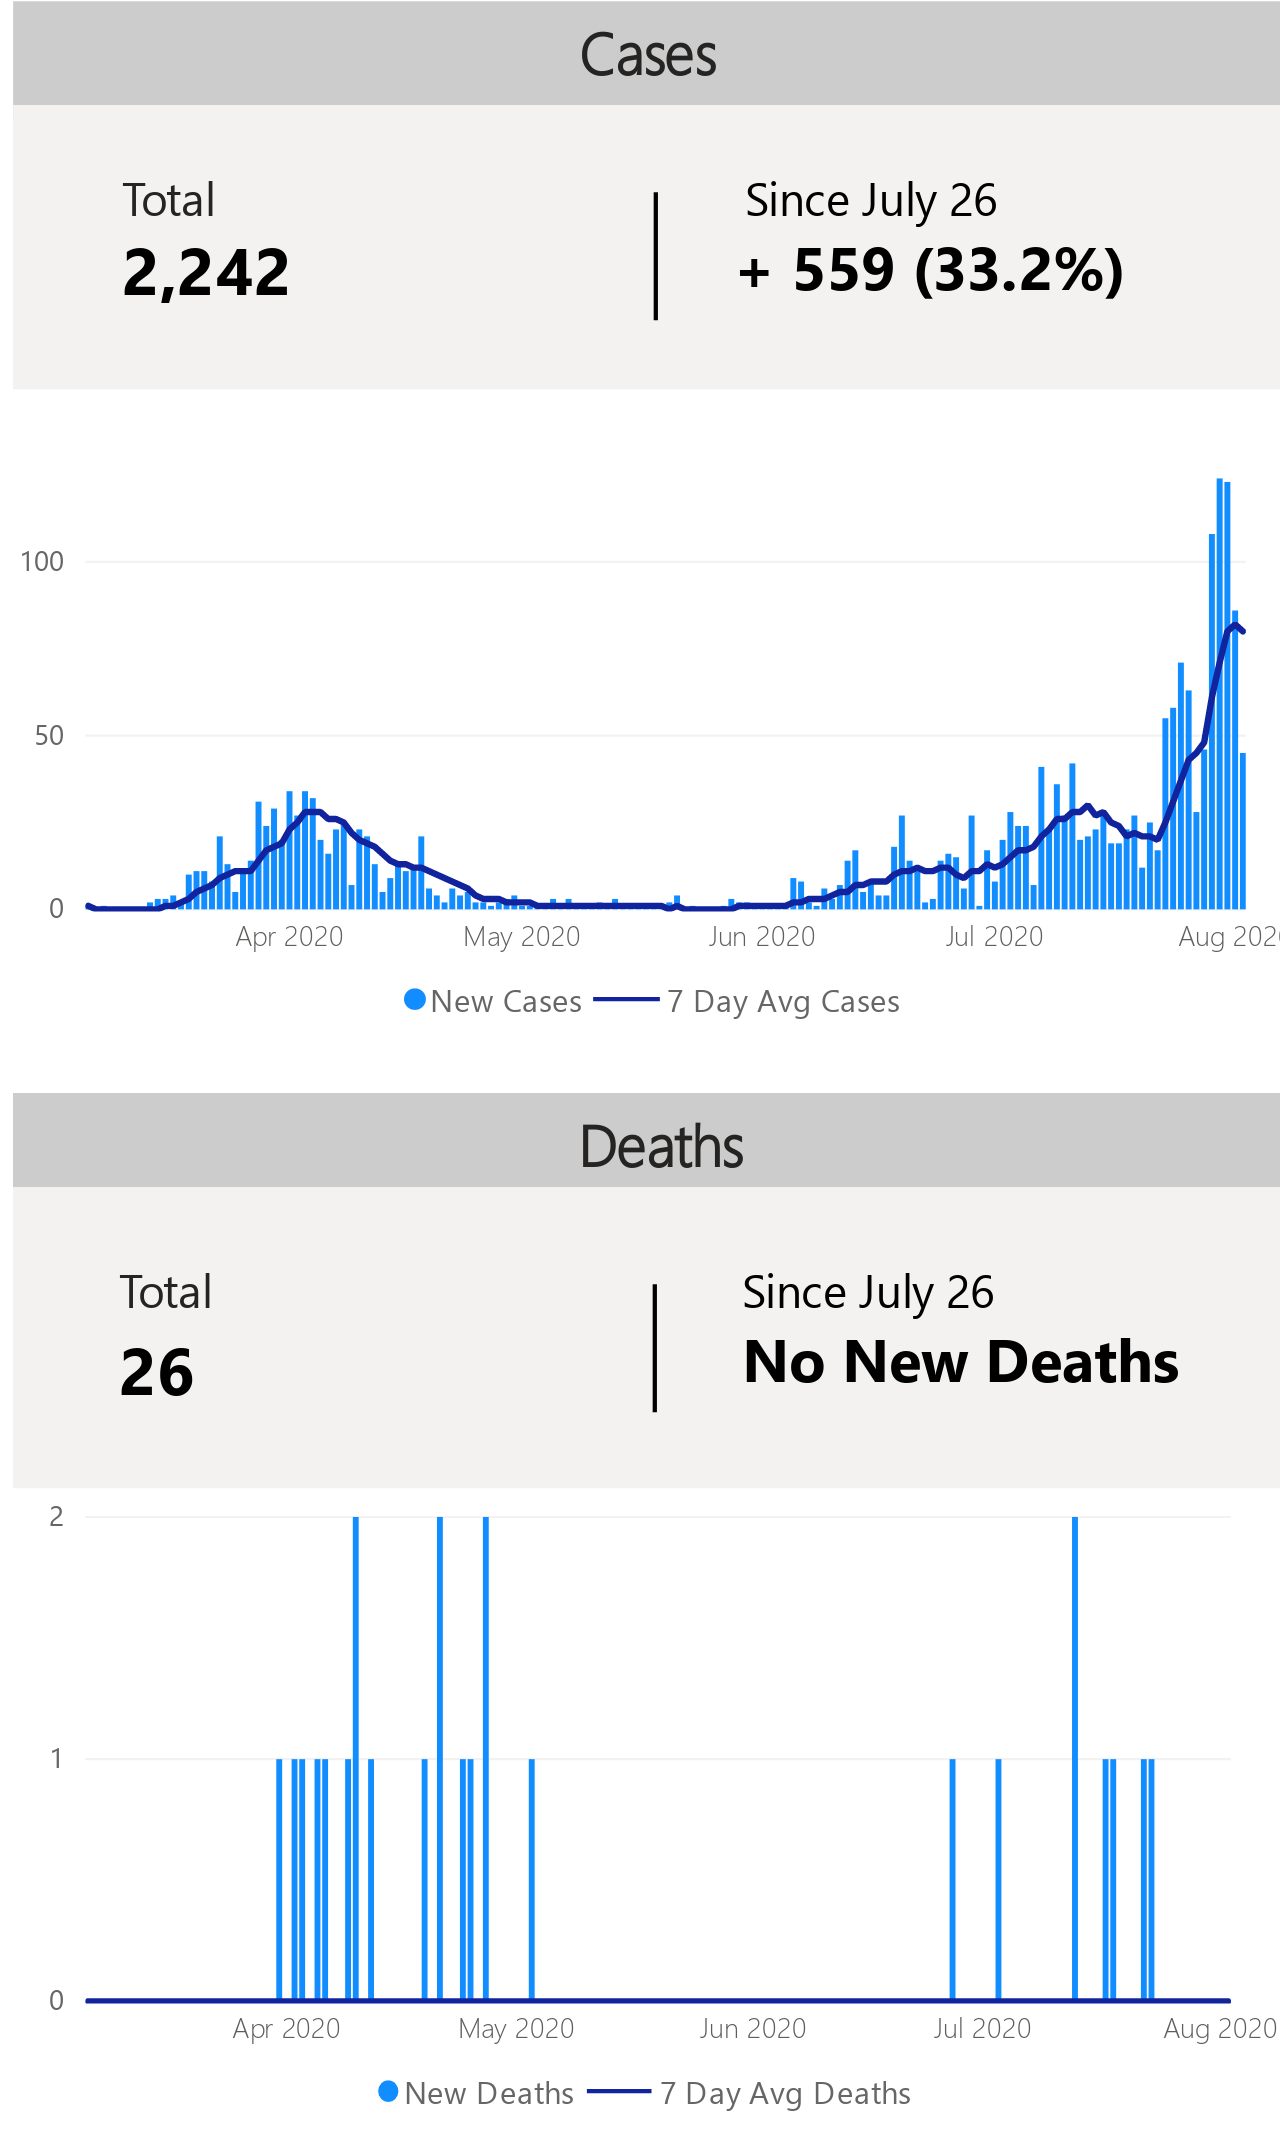 Cases
Total
Since July 26
2,242
+ 559 (33.2%)
100
50
0
Apr 2020
May 2020
Jun 2020
Jul 2020
Aug 202
New Cases
7 Day Avg Cases
Deaths
Total
Since July 26
26
No New Deaths
2
1
0
Apr 2020
May 2020
Jun 2020
Jul 2020
Aug 2020
New Deaths
7 Day Avg Deaths